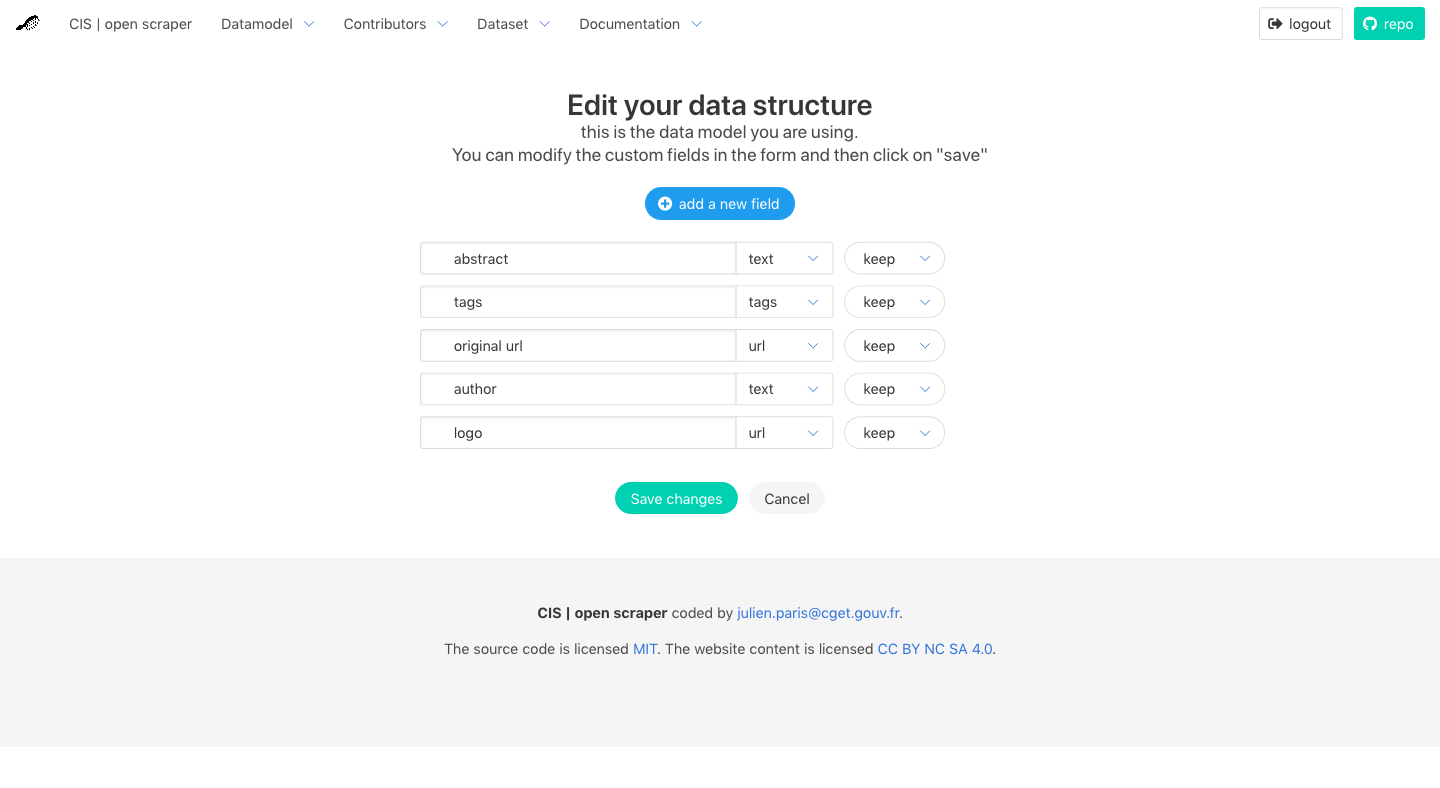 CIS | open scraper Datamodel Contributors Dataset Documentation logout repo
Edit your data structure
this is the data model you are using.
You can modify the custom fields in the form and then click on "save"
add a new field
abstract text keep
tags tags keep
original url url keep
author text keep
logo url keep
Save changes Cancel
CIS | open scraper coded by julien.paris@cget.gouv.fr.
The source code is licensed MIT. The website content is licensed CC BY NC SA 4.0.